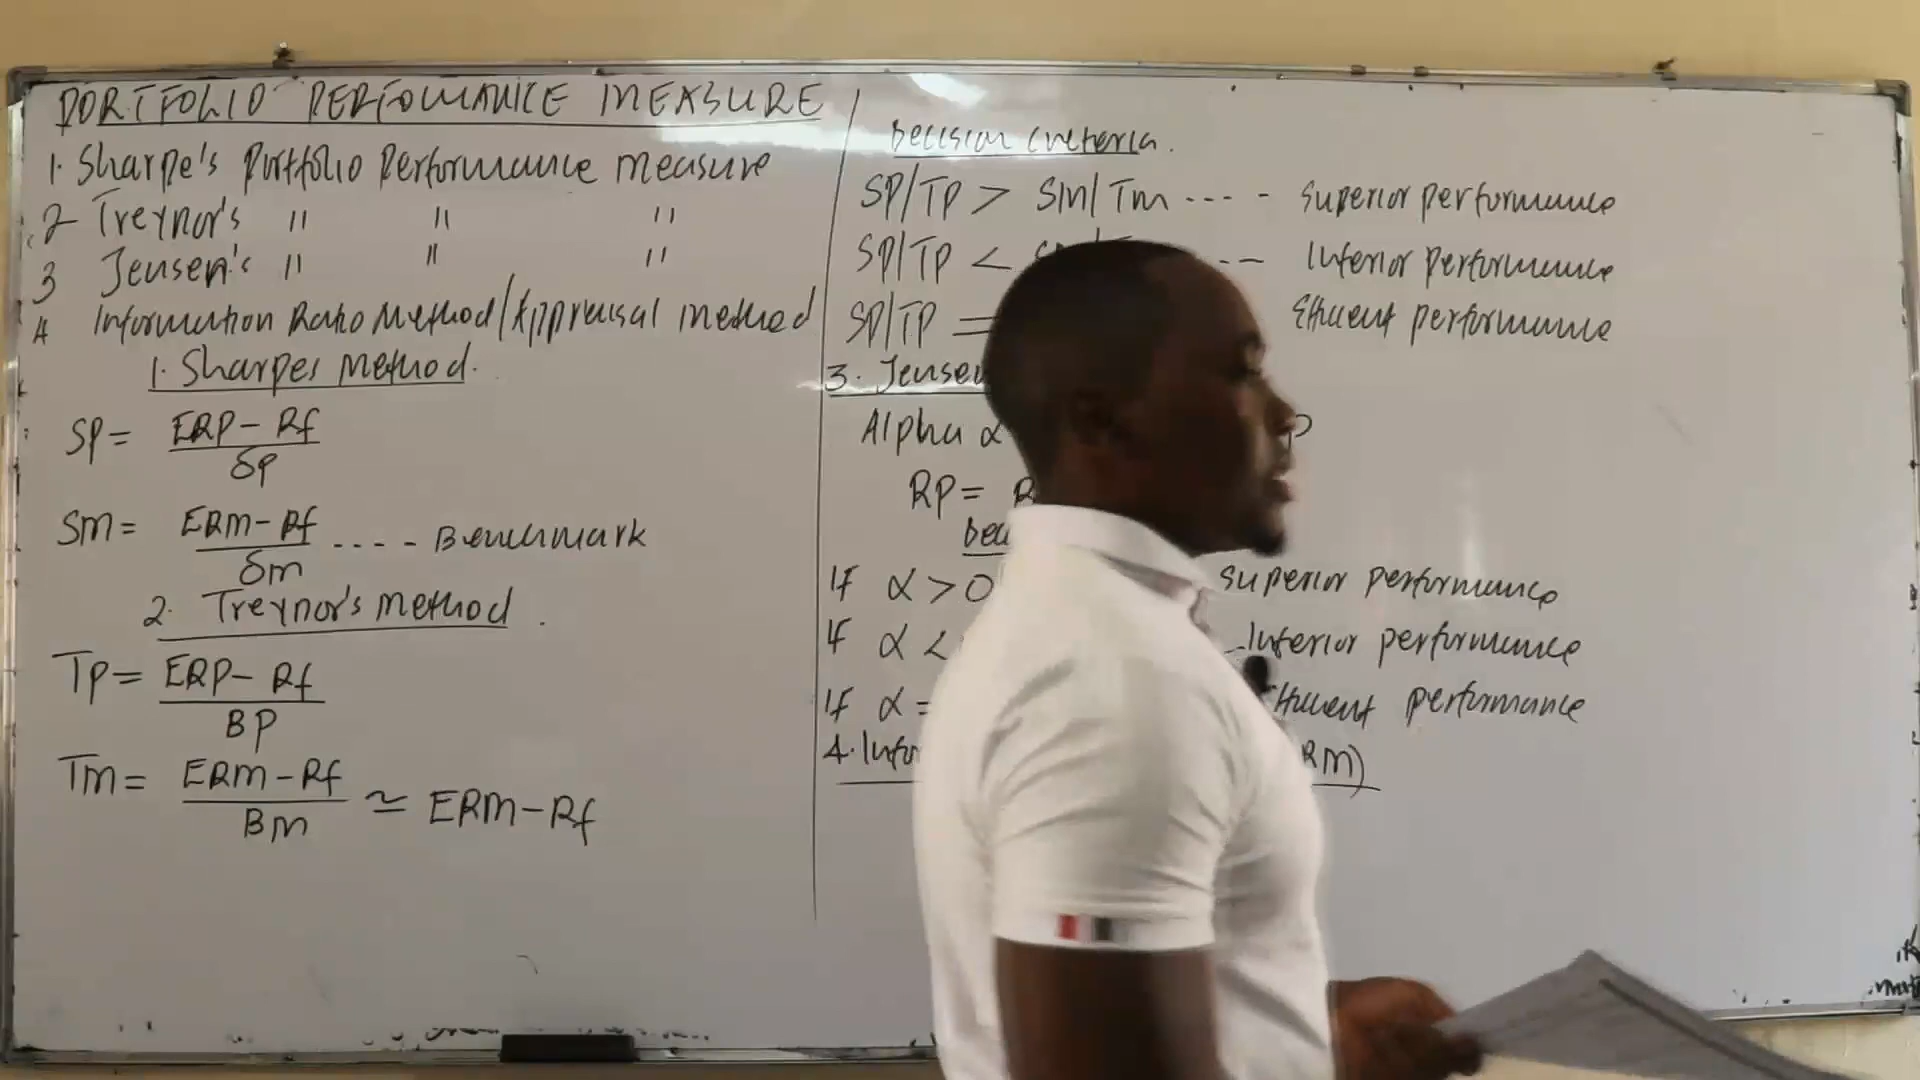 PORTFOLIO PERFOMANCE MEASURE
1. Sharpe's Portfolio Performance measure
2 Treynor's " " "
3 Jensen's " " "
4 Information Ratio Method/Appraisal method
1. Sharpes Method.
SP = ERP - Rf
δp
SM = ERM - Rf .... Benchmark
δm
2. Treynor's method.
TP = ERP - Rf
BP
Tm = ERM - Rf ≃ ERM - Rf
BM
Decision criteria.
SP/TP > SM/Tm ---- Superior performance
SP/TP < -- Inferior performance
SP/TP = Efficient performance
3. Jensen
Alpha α P
RP =
If α > 0 Superior performance
If α < Inferior performance
If α = Efficient performance
4. RM)